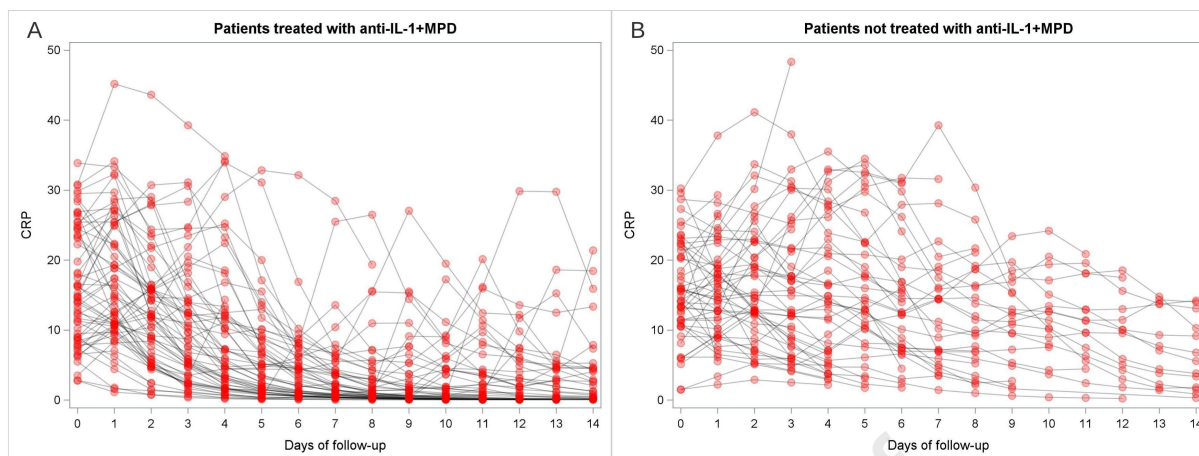 A
Patients treated with anti-IL-1+MPD
50
40
30
20
10
0
CRP
0 1 2 3 4 5 6 7 8 9 10 11 12 13 14
Days of follow-up
B
Patients not treated with anti-IL-1+MPD
50
40
30
20
10
0
CRP
0 1 2 3 4 5 6 7 8 9 10 11 12 13 14
Days of follow-up